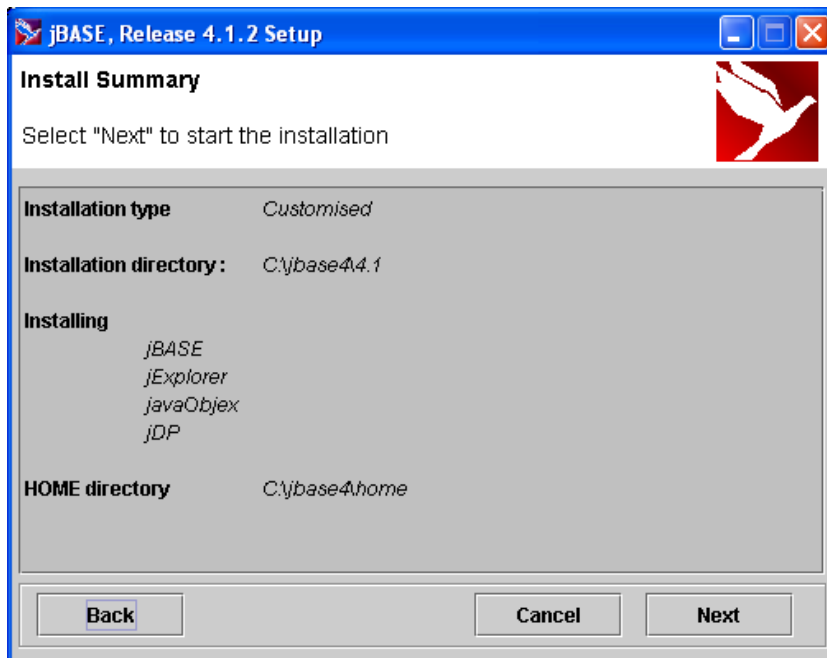 jBASE, Release 4.1.2 Setup
Install Summary
Select "Next" to start the installation
Installation type Customised
Installation directory : C:\jbase4\4.1
Installing
jBASE
jExplorer
javaObjex
jDP
HOME directory C:\jbase4\home
Back Cancel Next